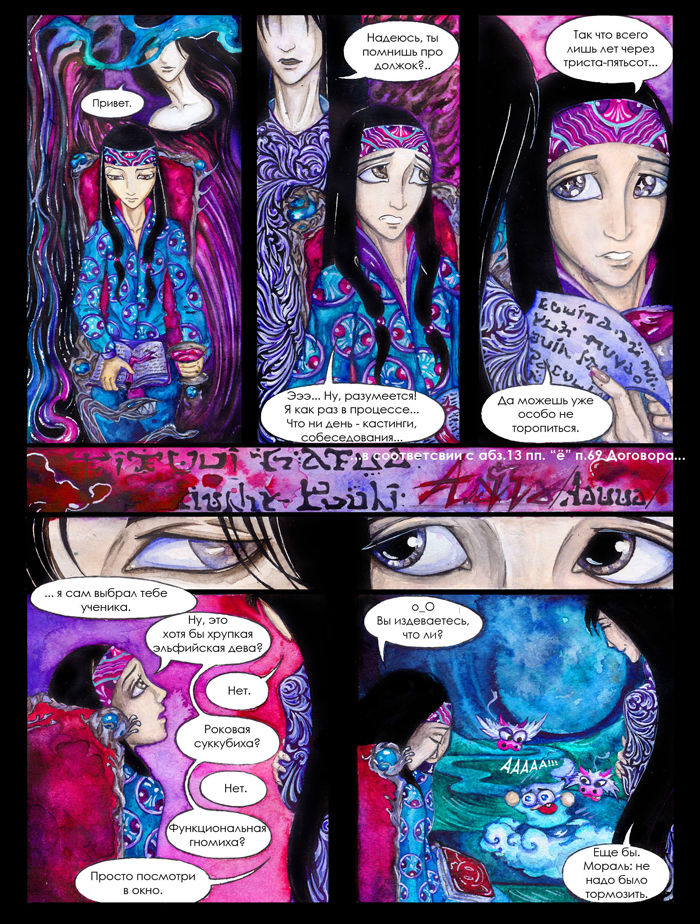 Привет.
Надеюсь, ты
помнишь про
должок?..
Эээ... Ну, разумеется!
Я как раз в процессе...
Что ни день - кастинги,
собеседования...
Так что всего
лишь лет через
триста-пятьсот...
Да можешь уже
особо не
торопиться.
...в соответсвии с абз.13 пп. "ё" п.69 Договора...
... я сам выбрал тебе
ученика.
Ну, это
хотя бы хрупкая
эльфийская дева?
Нет.
Роковая
суккубиха?
Нет.
Функциональная
гномиха?
Просто посмотри
в окно.
o_O
Вы издеваетесь,
что ли?
ААААА!!!
Еще бы.
Мораль: не
надо было
тормозить.